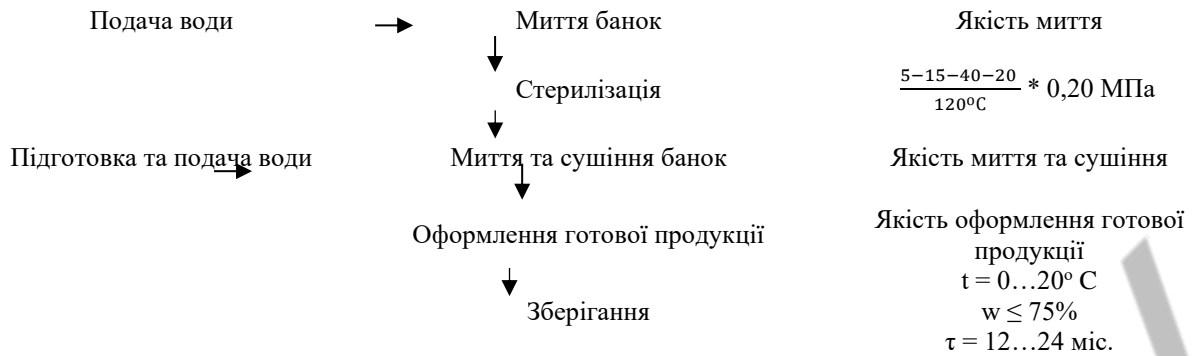 Подача води Миття банок Якість миття
Стерилізація 5−15−40−20 / 120⁰С * 0,20 МПа
Підготовка та подача води Миття та сушіння банок Якість миття та сушіння
Оформлення готової продукції Якість оформлення готової
продукції
t = 0…20º С
Зберігання w ≤ 75%
τ = 12…24 міс.